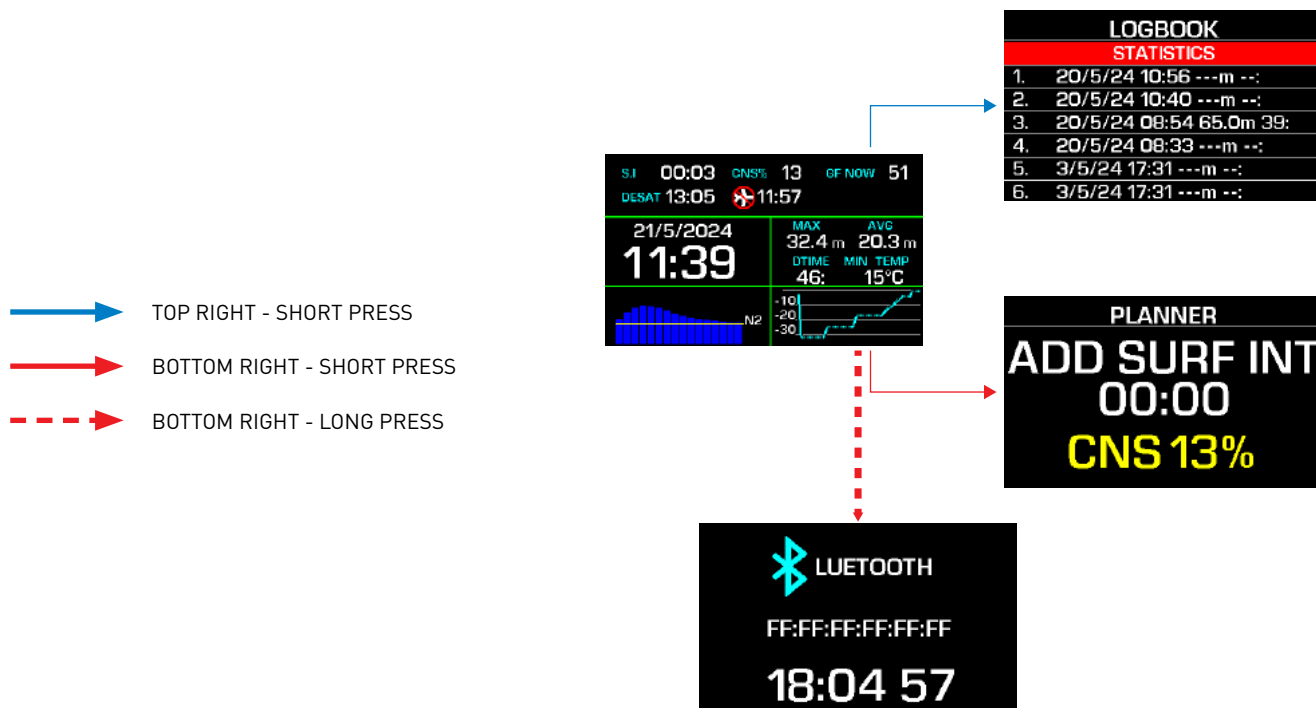 LOGBOOK
STATISTICS
1. 20/5/24 10:56 ---m --:
2. 20/5/24 10:40 ---m --:
3. 20/5/24 08:54 65.0m 39:
4. 20/5/24 08:33 ---m --:
5. 3/5/24 17:31 ---m --:
6. 3/5/24 17:31 ---m --:
S.I 00:03 CNS% 13 GF NOW 51
DESAT 13:05 11:57
21/5/2024
11:39
MAX AVG
32.4 m 20.3 m
DTIME MIN TEMP
46: 15°C
N2
-10
-20
-30
TOP RIGHT - SHORT PRESS
BOTTOM RIGHT - SHORT PRESS
BOTTOM RIGHT - LONG PRESS
PLANNER
ADD SURF INT
00:00
CNS 13%
LUETOOTH
FF:FF:FF:FF:FF:FF
18:04 57